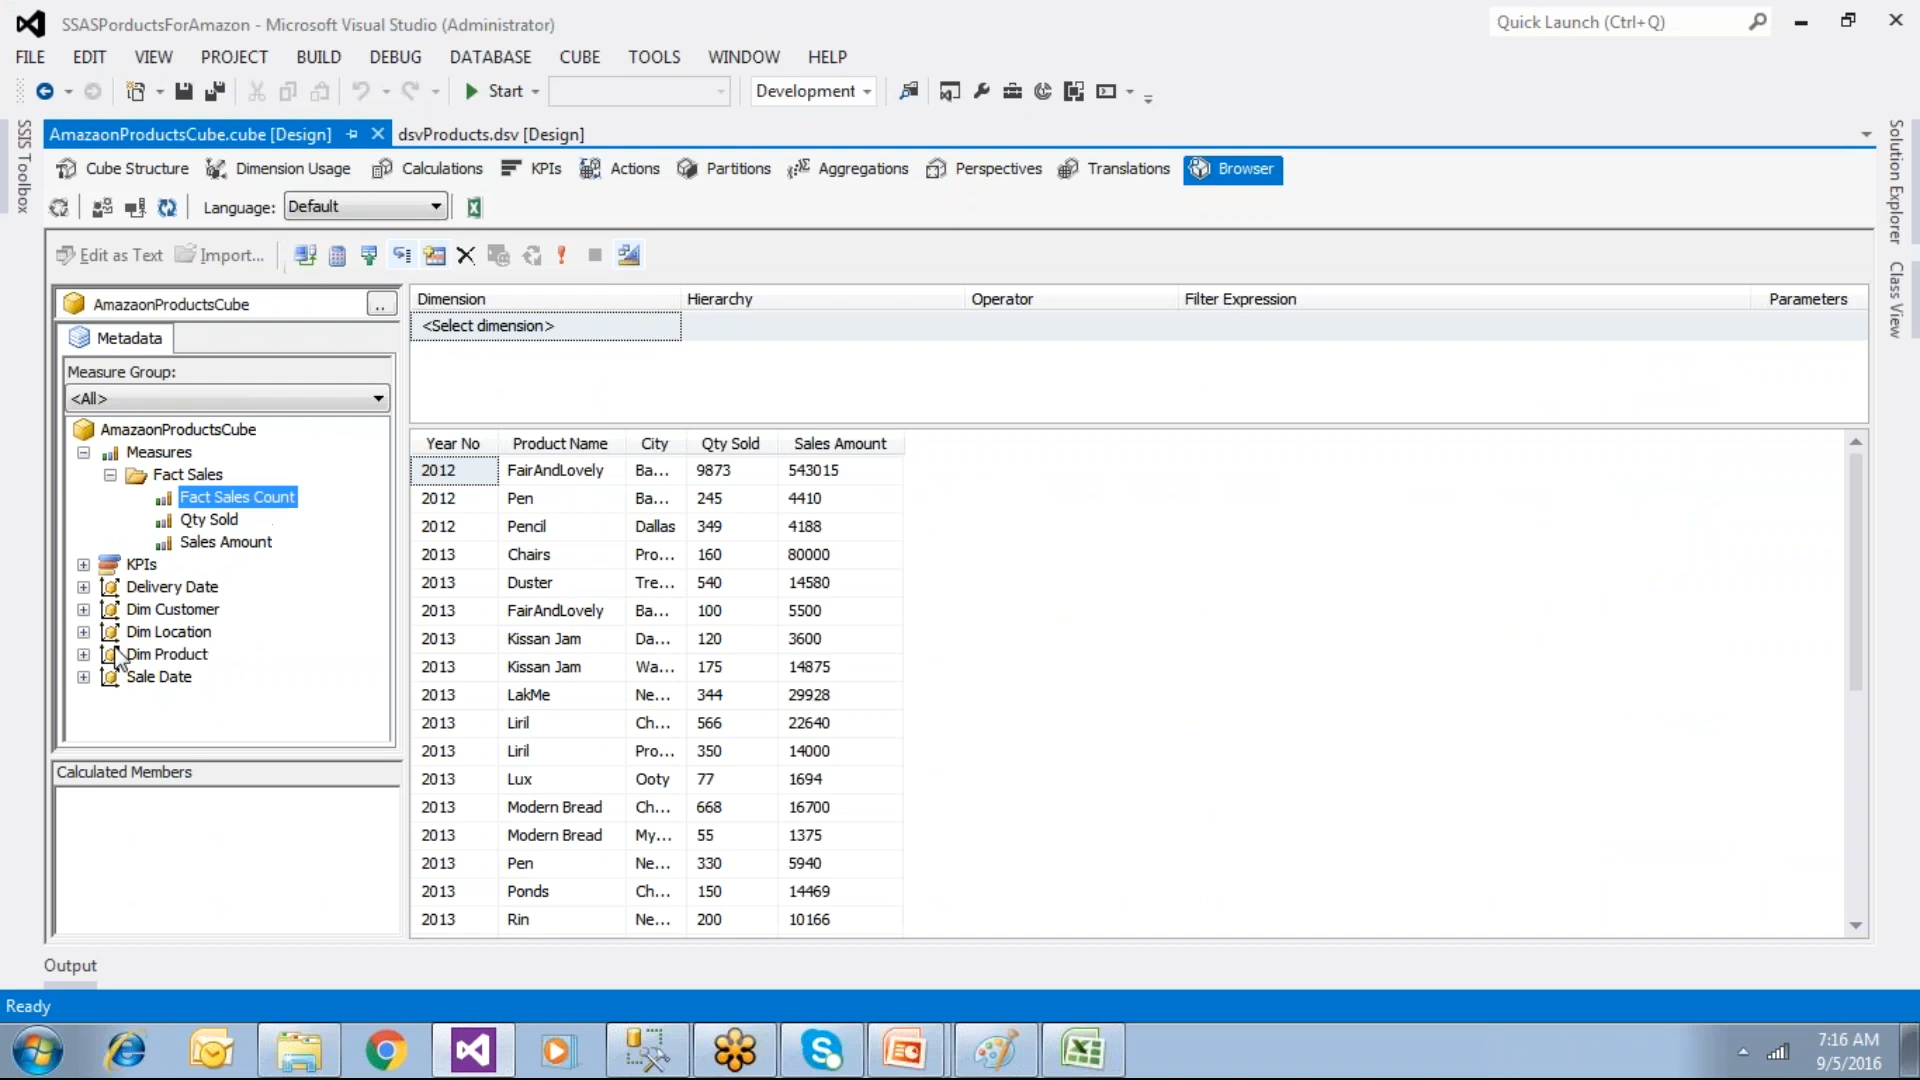 SSASPorductsForAmazon - Microsoft Visual Studio (Administrator)
Quick Launch (Ctrl+Q)
FILE EDIT VIEW PROJECT BUILD DEBUG DATABASE CUBE TOOLS WINDOW HELP
Start Development
SSIS Toolbox
AmazaonProductsCube.cube [Design] dsvProducts.dsv [Design]
Solution Explorer
Class View
Cube Structure Dimension Usage Calculations KPIs Actions Partitions Aggregations Perspectives Translations Browser
Language: Default
Edit as Text Import...
AmazaonProductsCube ..
Metadata
Measure Group:
<All>
AmazaonProductsCube
Measures
Fact Sales
Fact Sales Count
Qty Sold
Sales Amount
KPIs
Delivery Date
Dim Customer
Dim Location
Dim Product
Sale Date
Calculated Members
Dimension Hierarchy Operator Filter Expression Parameters
<Select dimension>
Year No Product Name City Qty Sold Sales Amount
2012 FairAndLovely Ba... 9873 543015
2012 Pen Ba... 245 4410
2012 Pencil Dallas 349 4188
2013 Chairs Pro... 160 80000
2013 Duster Tre... 540 14580
2013 FairAndLovely Ba... 100 5500
2013 Kissan Jam Da... 120 3600
2013 Kissan Jam Wa... 175 14875
2013 LakMe Ne... 344 29928
2013 Liril Ch... 566 22640
2013 Liril Pro... 350 14000
2013 Lux Ooty 77 1694
2013 Modern Bread Ch... 668 16700
2013 Modern Bread My... 55 1375
2013 Pen Ne... 330 5940
2013 Ponds Ch... 150 14469
2013 Rin Ne... 200 10166
Output
Ready
7:16 AM
9/5/2016